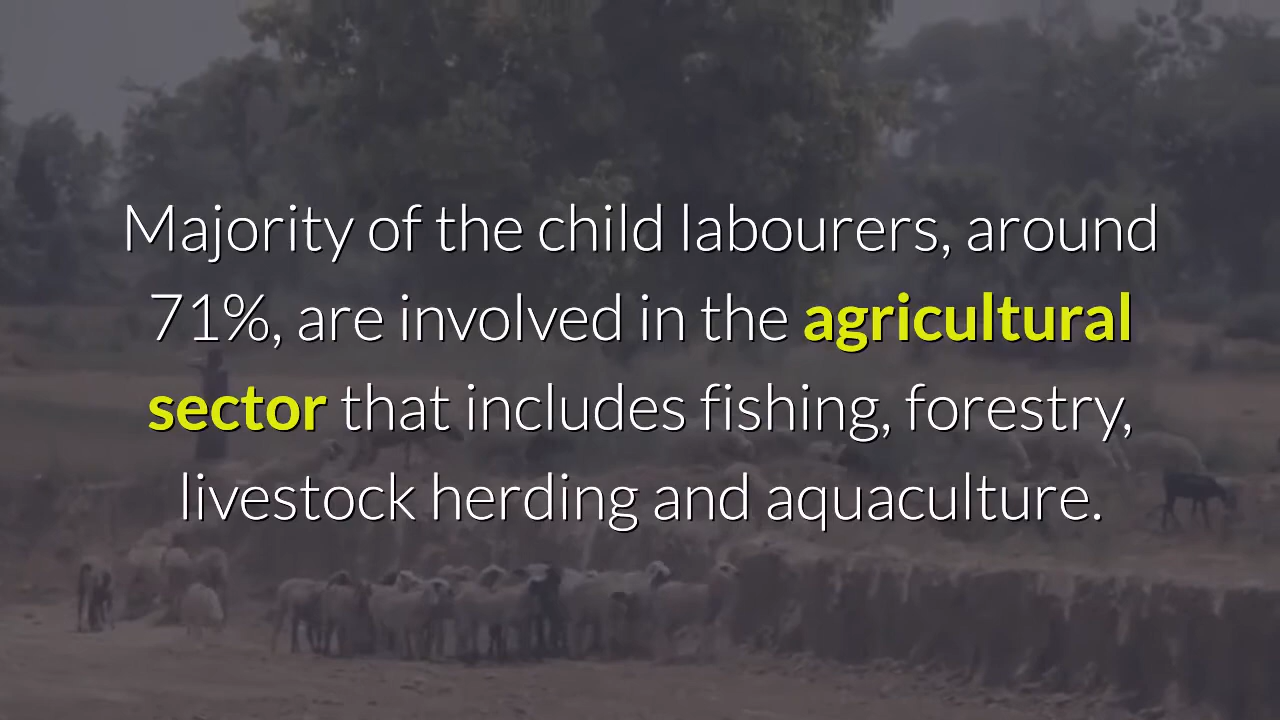 Majority of the child labourers, around
71%, are involved in the agricultural
sector that includes fishing, forestry,
livestock herding and aquaculture.